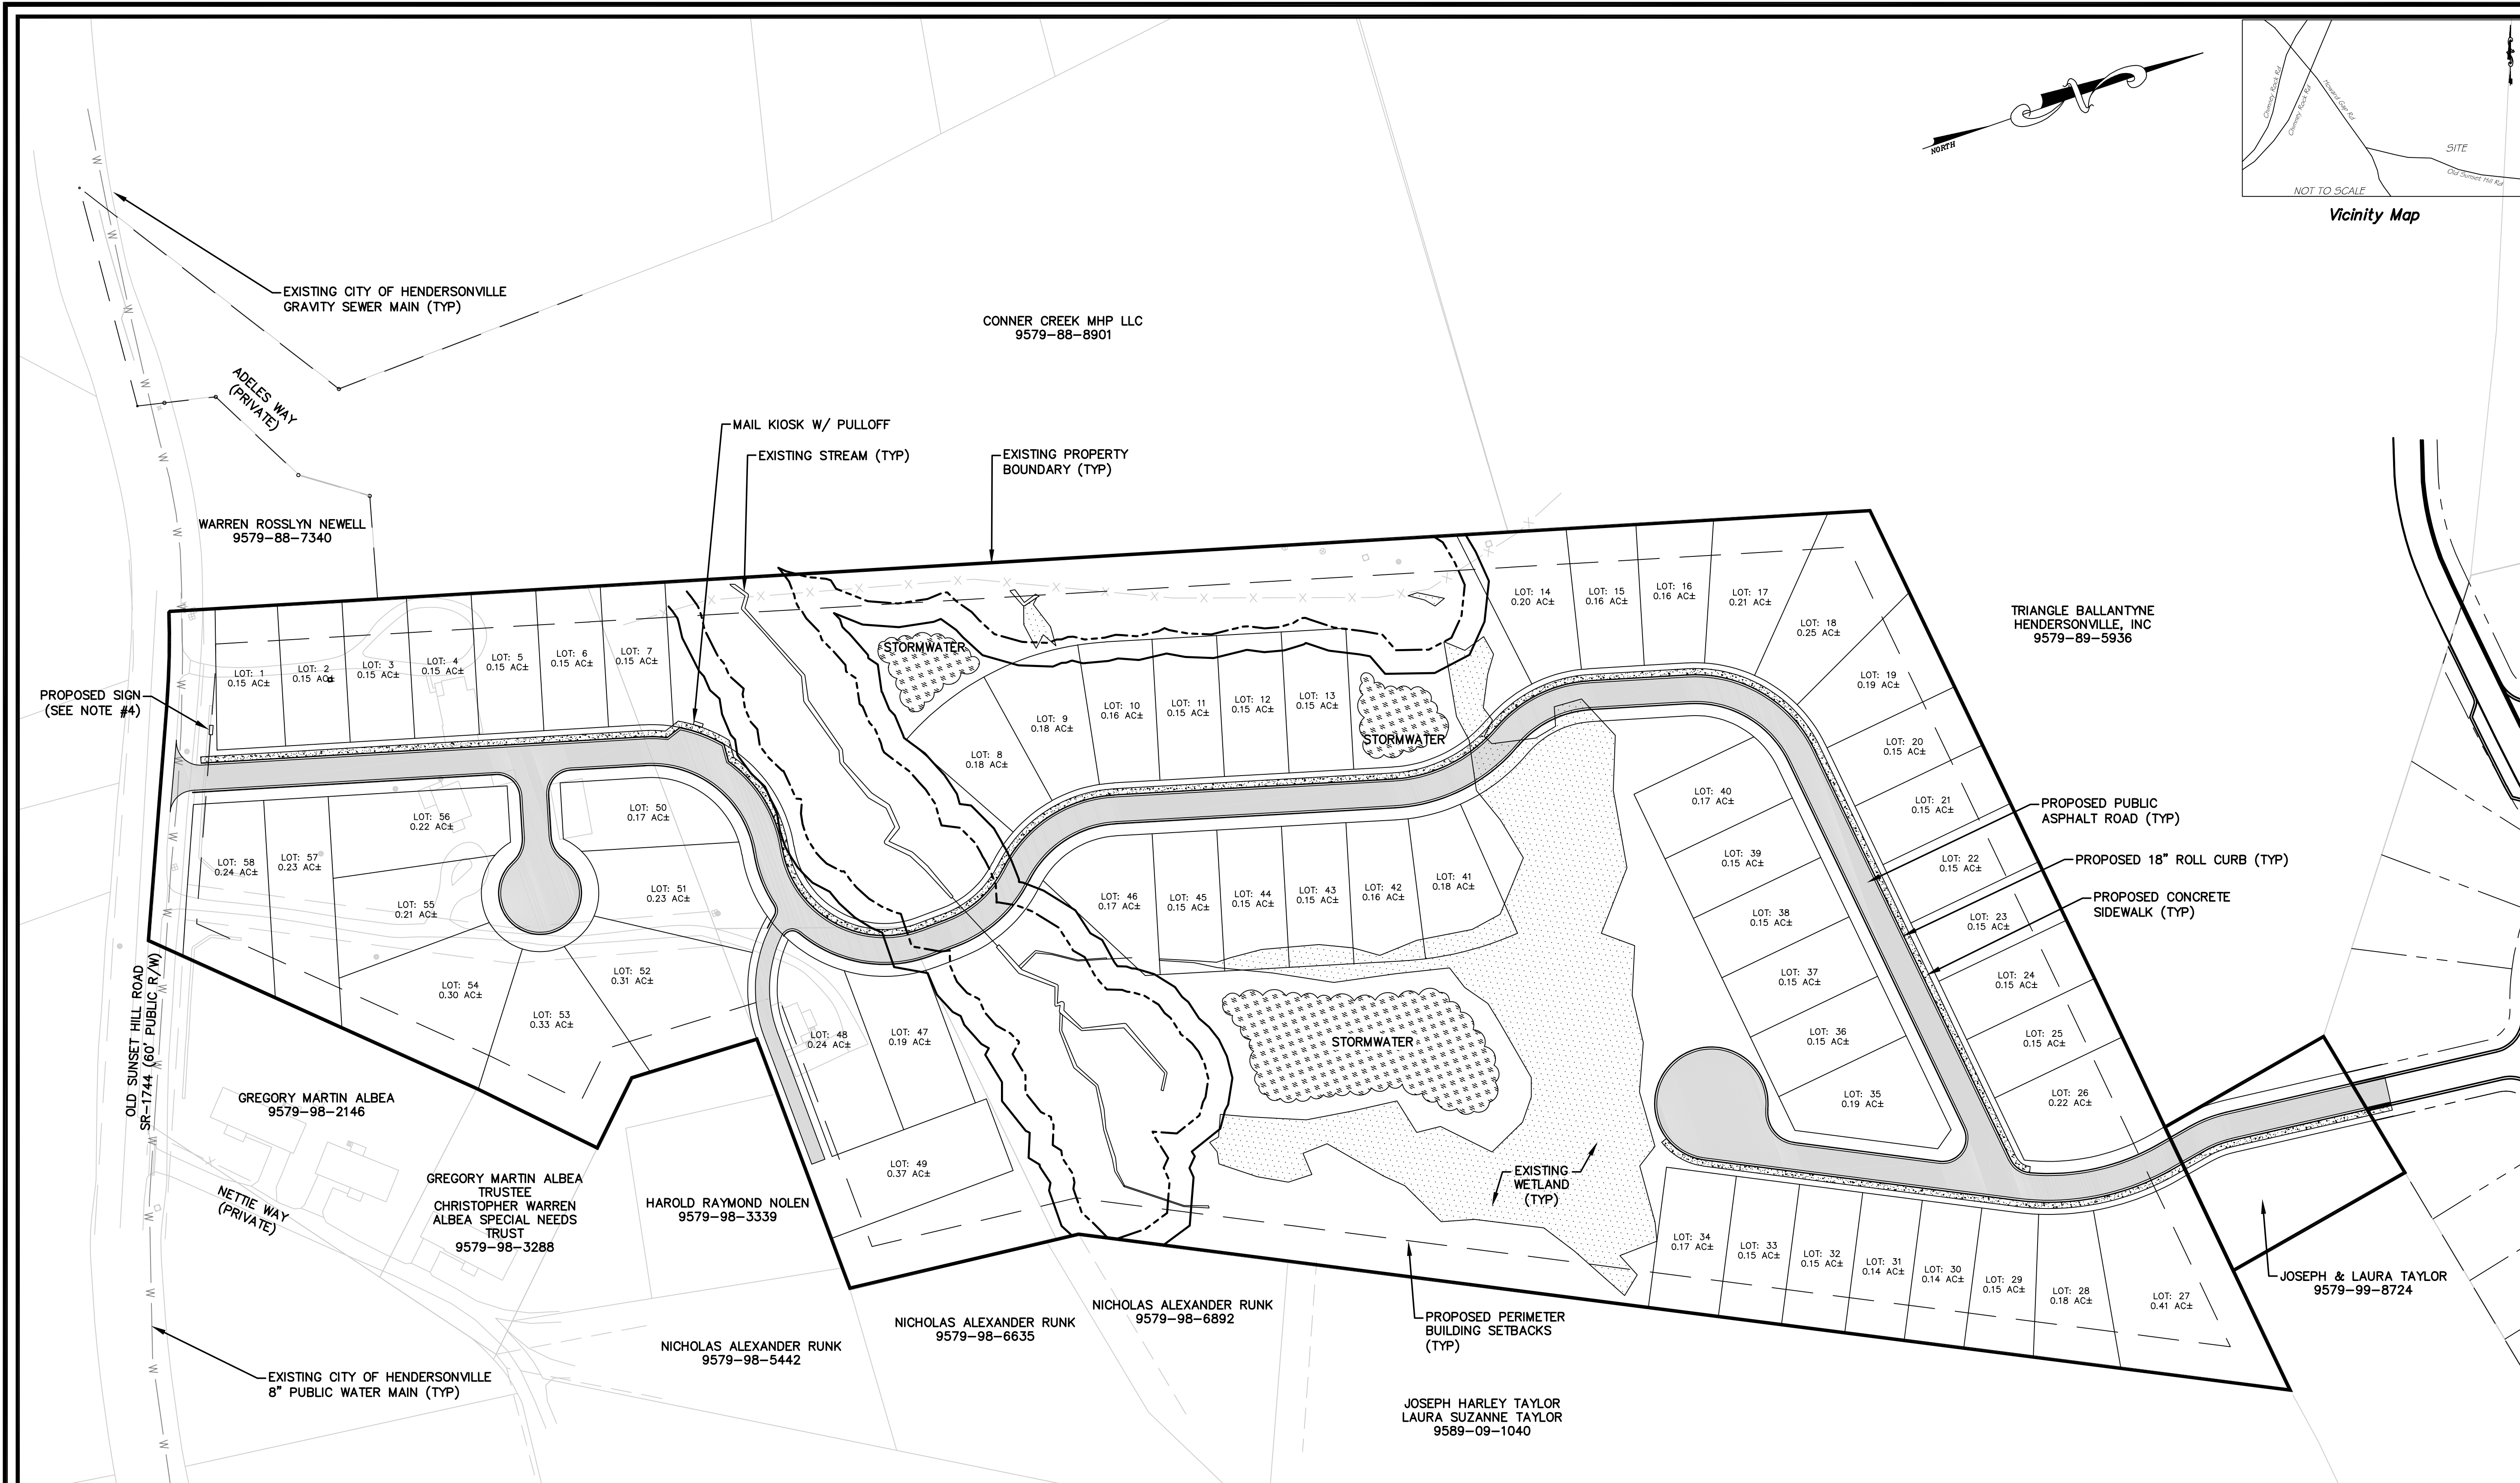 Chimney Rock Rd
Chimney Rock Rd
Howard Gap Rd
SITE
Old Sunset Hill Rd
NOT TO SCALE
Vicinity Map
NORTH
EXISTING CITY OF HENDERSONVILLE
GRAVITY SEWER MAIN (TYP)
CONNER CREEK MHP LLC
9579-88-8901
ADELES WAY
(PRIVATE)
MAIL KIOSK W/ PULLOFF
EXISTING STREAM (TYP)
EXISTING PROPERTY
BOUNDARY (TYP)
WARREN ROSSLYN NEWELL
9579-88-7340
TRIANGLE BALLANTYNE
HENDERSONVILLE, INC
9579-89-5936
PROPOSED SIGN
(SEE NOTE #4)
LOT: 1
0.15 AC±
LOT: 2
0.15 AC±
LOT: 3
0.15 AC±
LOT: 4
0.15 AC±
LOT: 5
0.15 AC±
LOT: 6
0.15 AC±
LOT: 7
0.15 AC±
STORMWATER
LOT: 8
0.18 AC±
LOT: 9
0.18 AC±
LOT: 10
0.16 AC±
LOT: 11
0.15 AC±
LOT: 12
0.15 AC±
LOT: 13
0.15 AC±
STORMWATER
LOT: 14
0.20 AC±
LOT: 15
0.16 AC±
LOT: 16
0.16 AC±
LOT: 17
0.21 AC±
LOT: 18
0.25 AC±
LOT: 19
0.19 AC±
LOT: 20
0.15 AC±
LOT: 21
0.15 AC±
LOT: 22
0.15 AC±
LOT: 23
0.15 AC±
LOT: 24
0.15 AC±
LOT: 25
0.15 AC±
LOT: 26
0.22 AC±
PROPOSED PUBLIC
ASPHALT ROAD (TYP)
PROPOSED 18" ROLL CURB (TYP)
PROPOSED CONCRETE
SIDEWALK (TYP)
LOT: 40
0.17 AC±
LOT: 39
0.15 AC±
LOT: 38
0.15 AC±
LOT: 37
0.15 AC±
LOT: 36
0.15 AC±
LOT: 35
0.19 AC±
LOT: 58
0.24 AC±
LOT: 57
0.23 AC±
LOT: 56
0.22 AC±
LOT: 55
0.21 AC±
LOT: 54
0.30 AC±
LOT: 53
0.33 AC±
LOT: 52
0.31 AC±
LOT: 51
0.23 AC±
LOT: 50
0.17 AC±
LOT: 48
0.24 AC±
LOT: 47
0.19 AC±
LOT: 49
0.37 AC±
LOT: 46
0.17 AC±
LOT: 45
0.15 AC±
LOT: 44
0.15 AC±
LOT: 43
0.15 AC±
LOT: 42
0.16 AC±
LOT: 41
0.18 AC±
STORMWATER
EXISTING
WETLAND
(TYP)
LOT: 34
0.17 AC±
LOT: 33
0.15 AC±
LOT: 32
0.15 AC±
LOT: 31
0.14 AC±
LOT: 30
0.14 AC±
LOT: 29
0.15 AC±
LOT: 28
0.18 AC±
LOT: 27
0.41 AC±
OLD SUNSET HILL ROAD
SR-1744 (60' PUBLIC R/W)
GREGORY MARTIN ALBEA
9579-98-2146
NETTIE WAY
(PRIVATE)
GREGORY MARTIN ALBEA
TRUSTEE
CHRISTOPHER WARREN
ALBEA SPECIAL NEEDS
TRUST
9579-98-3288
HAROLD RAYMOND NOLEN
9579-98-3339
NICHOLAS ALEXANDER RUNK
9579-98-5442
NICHOLAS ALEXANDER RUNK
9579-98-6635
NICHOLAS ALEXANDER RUNK
9579-98-6892
PROPOSED PERIMETER
BUILDING SETBACKS
(TYP)
JOSEPH & LAURA TAYLOR
9579-99-8724
EXISTING CITY OF HENDERSONVILLE
8" PUBLIC WATER MAIN (TYP)
JOSEPH HARLEY TAYLOR
LAURA SUZANNE TAYLOR
9589-09-1040